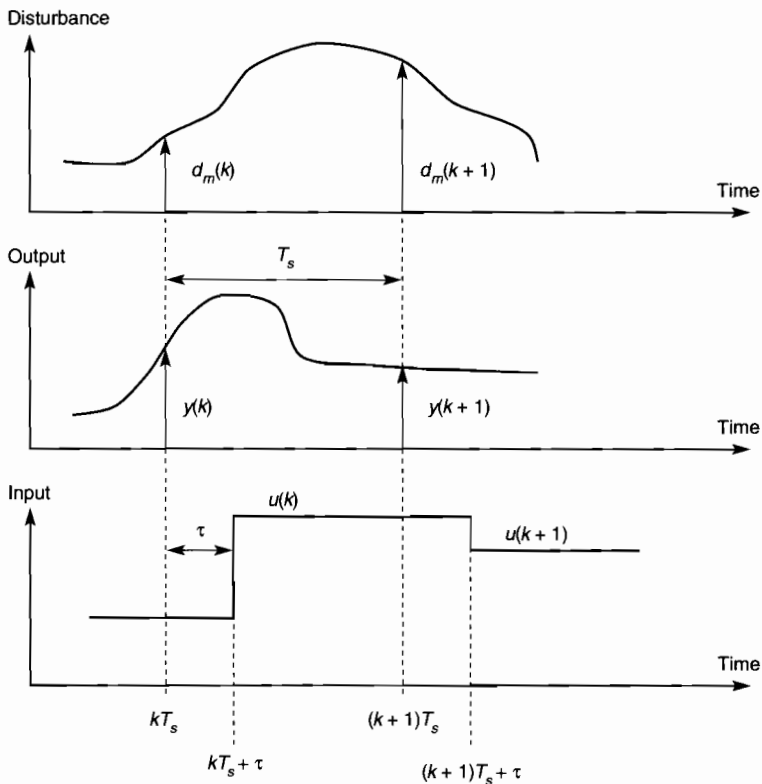 Disturbance
d_m(k)
d_m(k + 1)
Time
Output
T_s
y(k)
y(k + 1)
Time
Input
u(k)
τ
u(k + 1)
Time
kT_s
(k + 1)T_s
kT_s + τ
(k + 1)T_s + τ